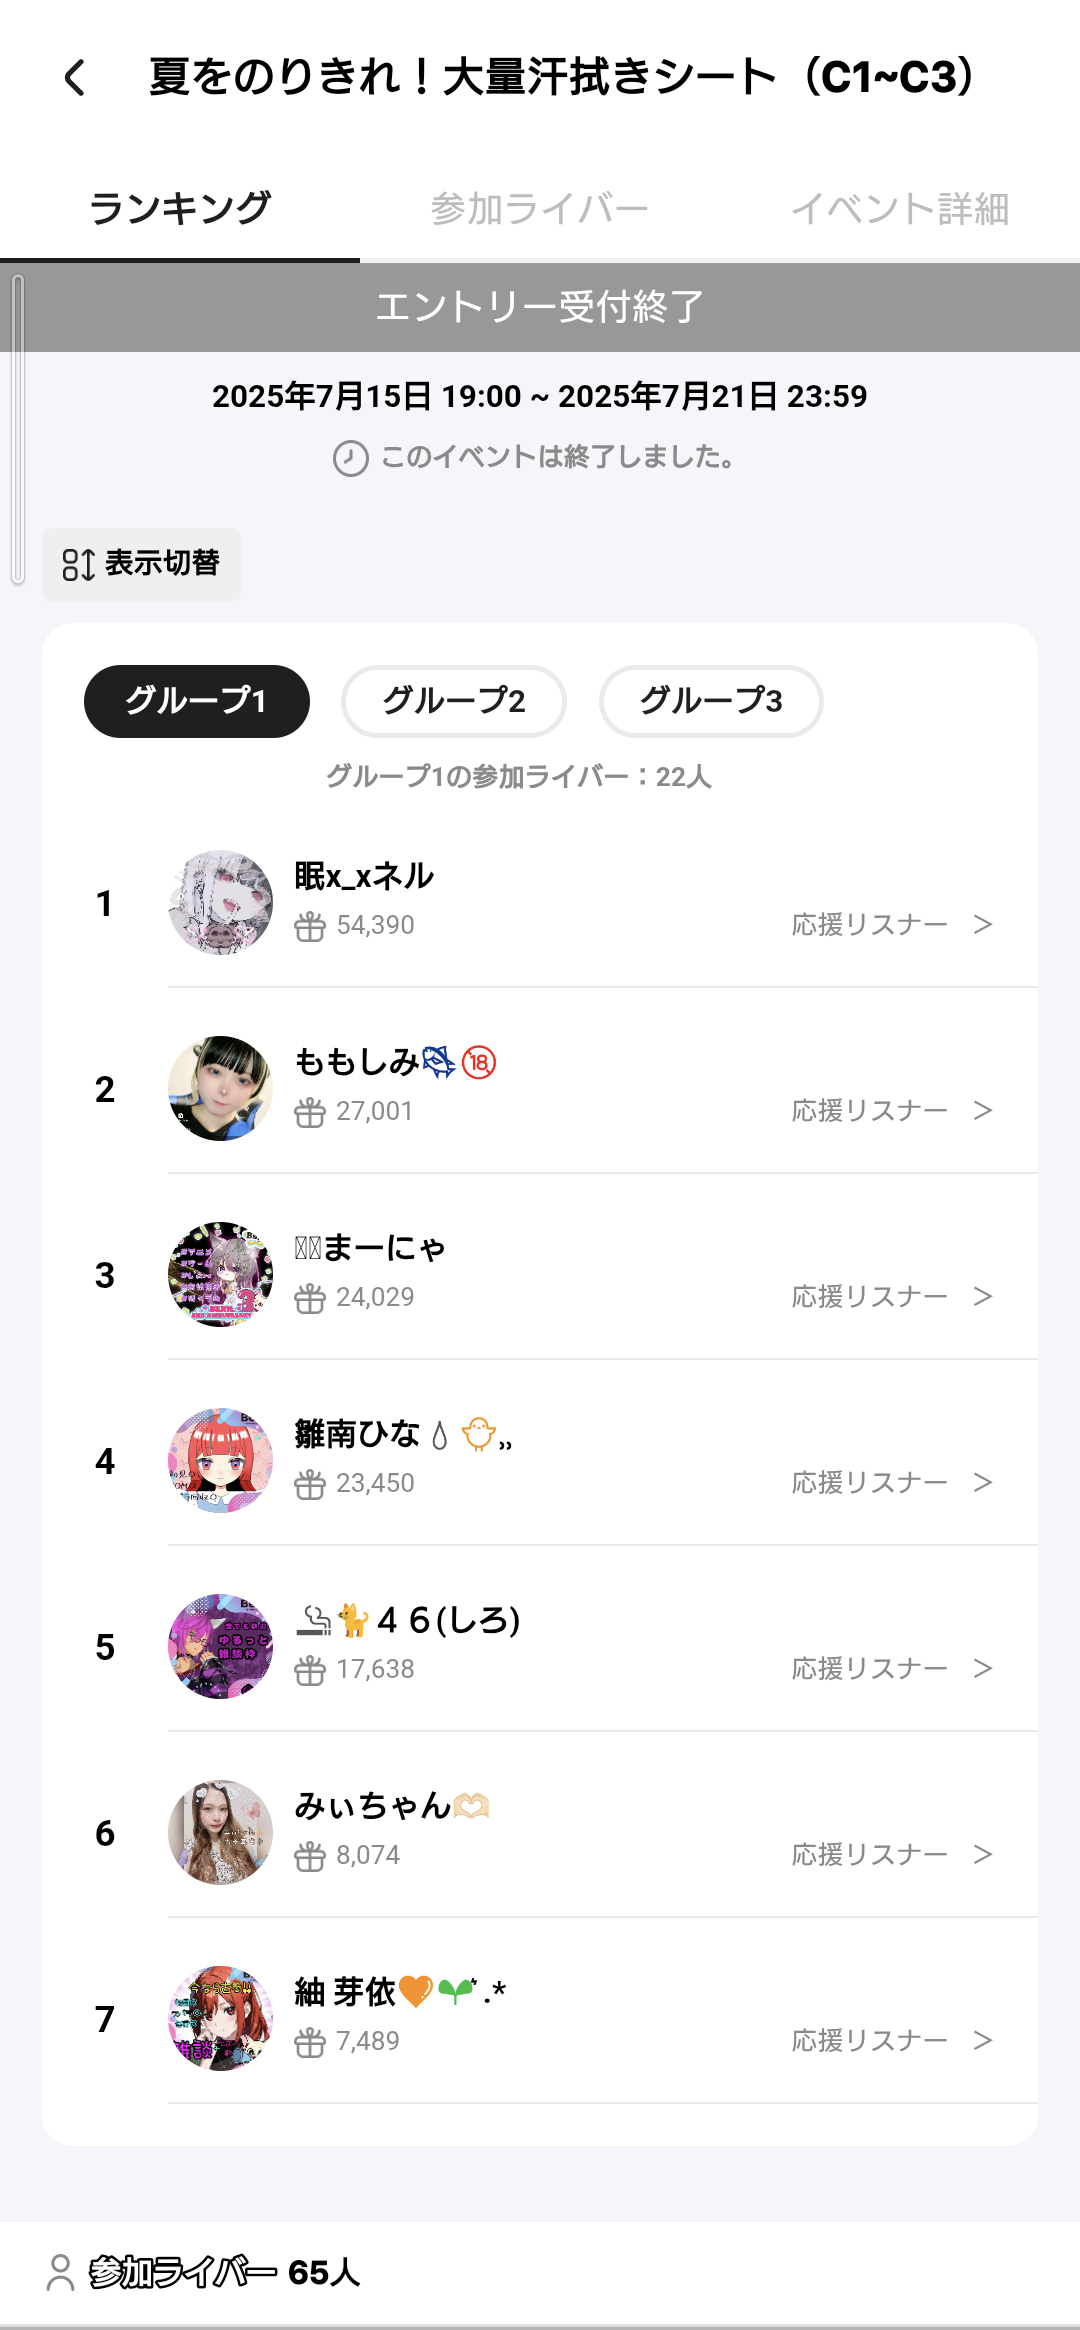 夏をのりきれ！大量汗拭きシート（C1~C3）
ランキング 参加ライバー イベント詳細
エントリー受付終了
2025年7月15日 19:00 ~ 2025年7月21日 23:59
このイベントは終了しました。
表示切替
グループ1 グループ2 グループ3
グループ1の参加ライバー：22人
1 眠x_xネル
54,390 応援リスナー >
2 ももしみ🔞
27,001 応援リスナー >
3 まーにゃ
24,029 応援リスナー >
4 雛南ひな💧🐤,,
23,450 応援リスナー >
5 🚬🐈４６(しろ)
17,638 応援リスナー >
6 みぃちゃん🫶🏻
8,074 応援リスナー >
7 紬 芽依🧡🌱.*
7,489 応援リスナー >
参加ライバー 65人